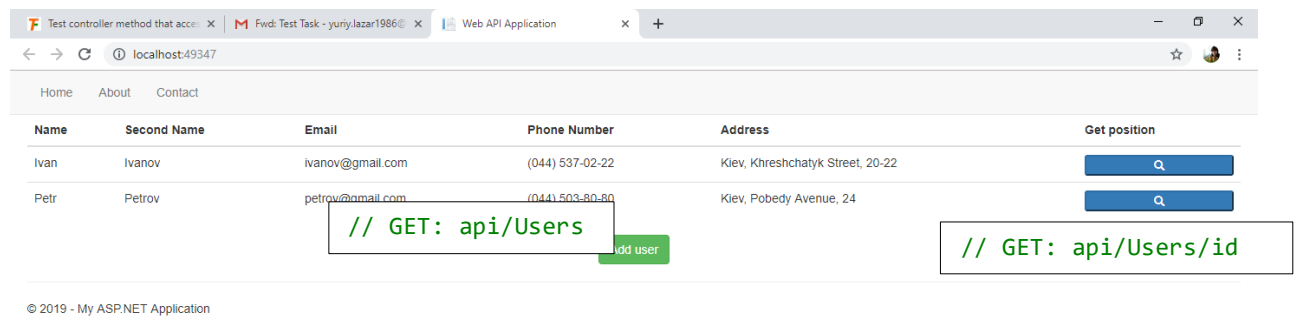 Test controller method that acces
Fwd: Test Task - yuriy.lazar1986@
Web API Application
localhost:49347
Home About Contact
Name Second Name Email Phone Number Address Get position
Ivan Ivanov ivanov@gmail.com (044) 537-02-22 Kiev, Khreshchatyk Street, 20-22
Petr Petrov petrov@gmail.com (044) 503-80-80 Kiev, Pobedy Avenue, 24
// GET: api/Users
// GET: api/Users/id
Add user
© 2019 - My ASP.NET Application